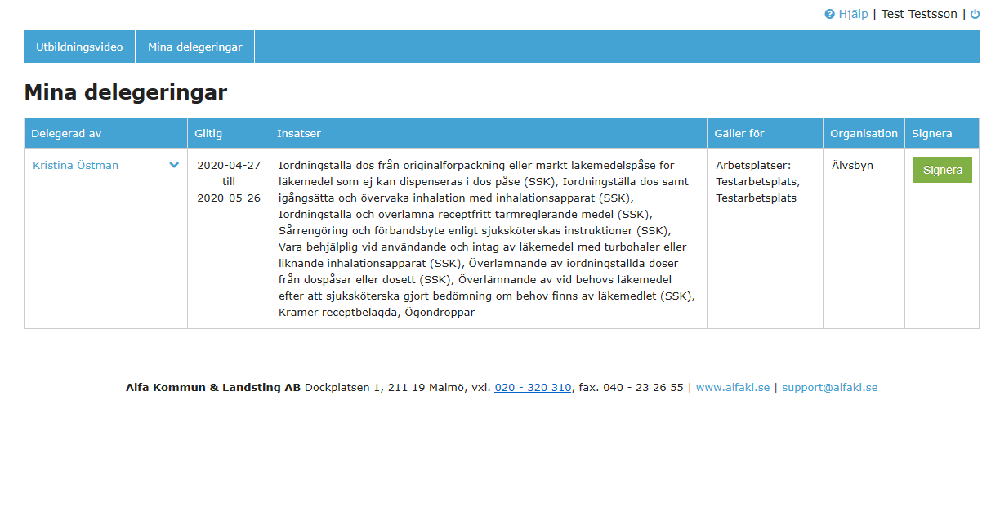 Hjälp | Test Testsson |
Utbildningsvideo Mina delegeringar
Mina delegeringar
Delegerad av Giltig Insatser Gäller för Organisation Signera
Kristina Östman
2020-04-27
till
2020-05-26
Iordningställa dos från originalförpackning eller märkt läkemedelspåse för
läkemedel som ej kan dispenseras i dos påse (SSK), Iordningställa dos samt
igångsätta och övervaka inhalation med inhalationsapparat (SSK),
Iordningställa och överlämna receptfritt tarmreglerande medel (SSK),
Sårrengöring och förbandsbyte enligt sjuksköterskas instruktioner (SSK),
Vara behjälplig vid användande och intag av läkemedel med turbohaler eller
liknande inhalationsapparat (SSK), Överlämnande av iordningställda doser
från dospåsar eller dosett (SSK), Överlämnande av vid behovs läkemedel
efter att sjuksköterska gjort bedömning om behov finns av läkemedlet (SSK),
Krämer receptbelagda, Ögondroppar
Arbetsplatser:
Testarbetsplats,
Testarbetsplats
Älvsbyn
Signera
Alfa Kommun & Landsting AB Dockplatsen 1, 211 19 Malmö, vxl. 020 - 320 310, fax. 040 - 23 26 55 | www.alfakl.se | support@alfakl.se